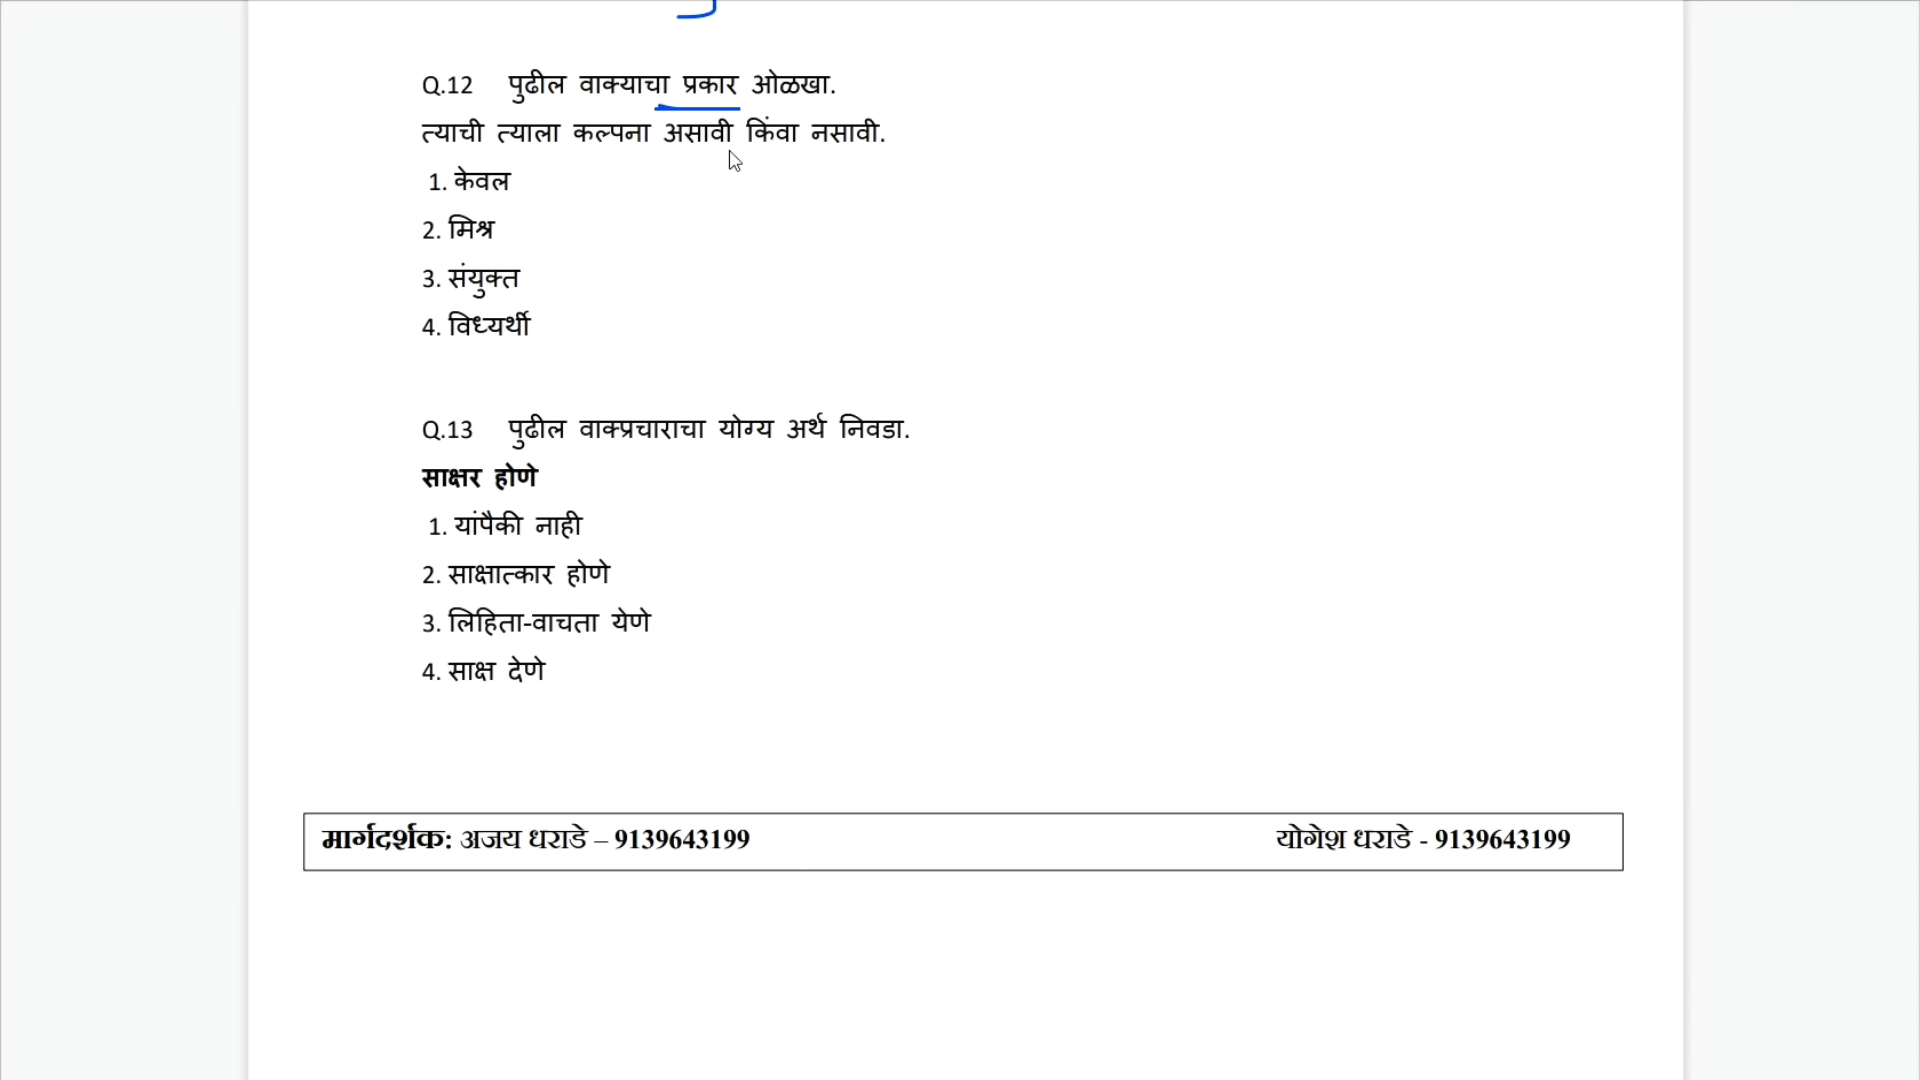 Q.12 पुढील वाक्याचा प्रकार ओळखा.
त्याची त्याला कल्पना असावी किंवा नसावी.
1. केवल
2. मिश्र
3. संयुक्त
4. विध्यर्थी
Q.13 पुढील वाक्प्रचाराचा योग्य अर्थ निवडा.
साक्षर होणे
1. यांपैकी नाही
2. साक्षात्कार होणे
3. लिहिता-वाचता येणे
4. साक्ष देणे
मार्गदर्शक: अजय धराडे – 9139643199 योगेश धराडे - 9139643199